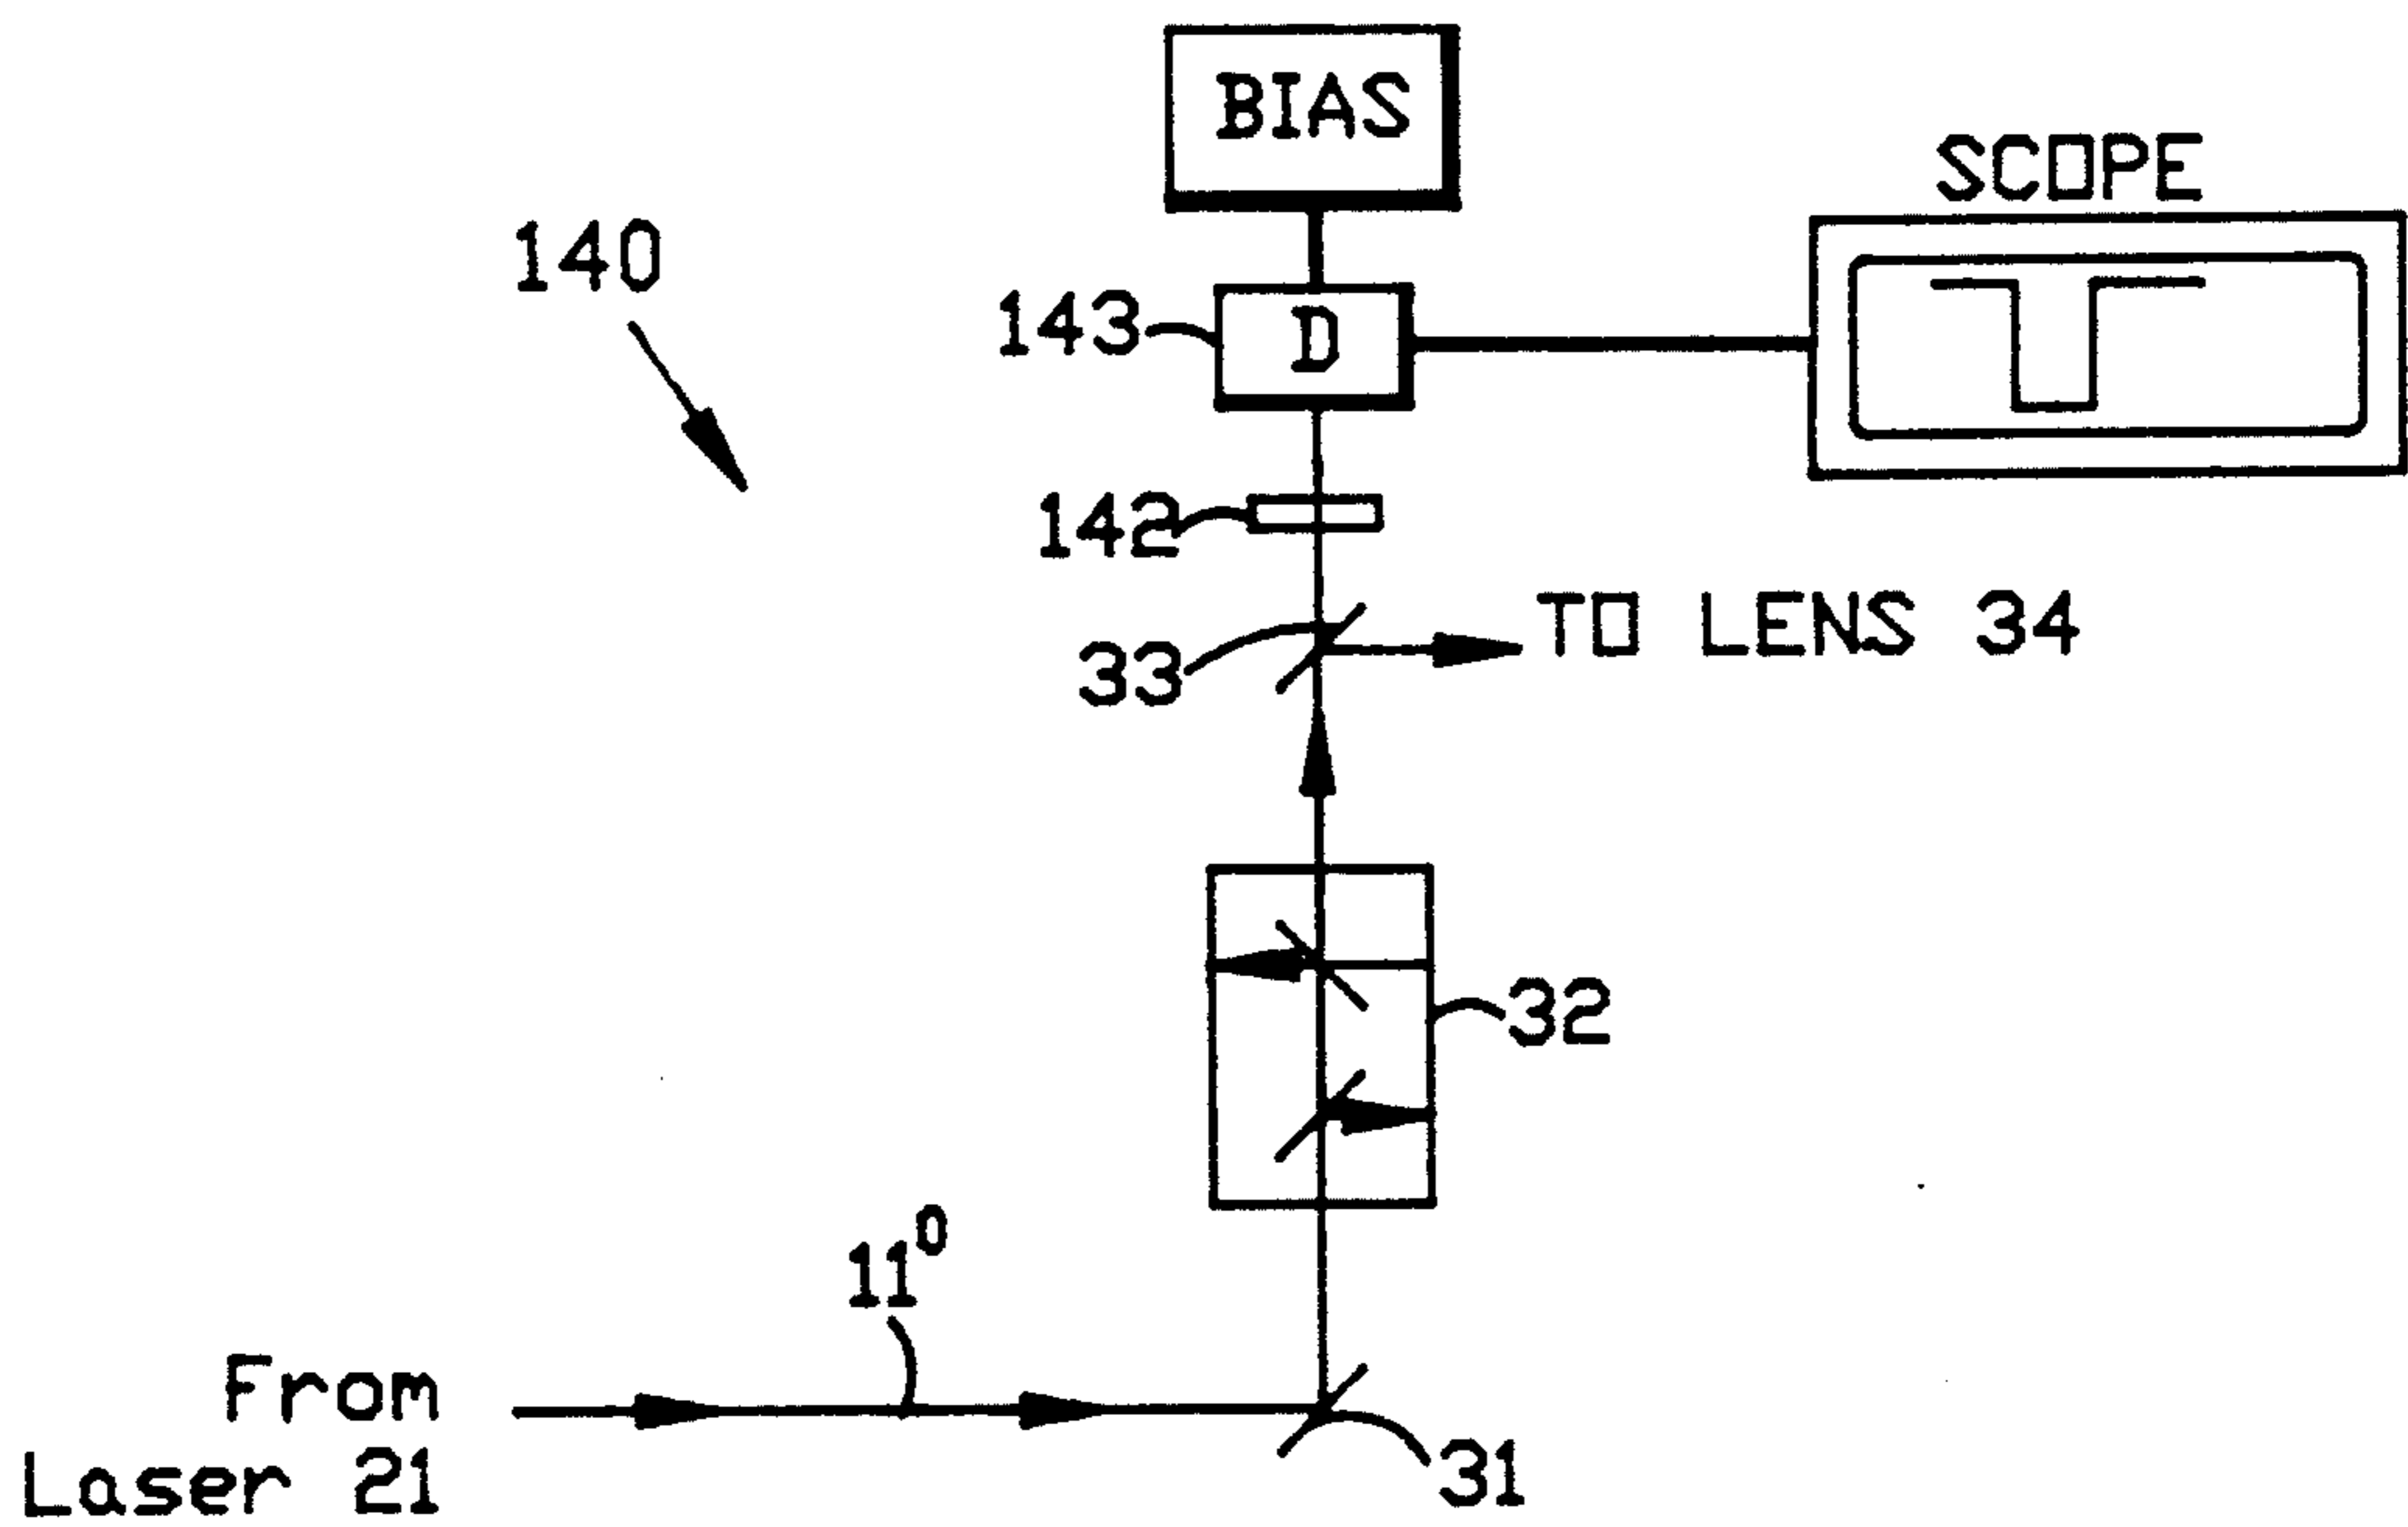 BIAS
SCOPE
140
143
D
142
TO LENS 34
33
32
11⁰
From
Laser 21
31